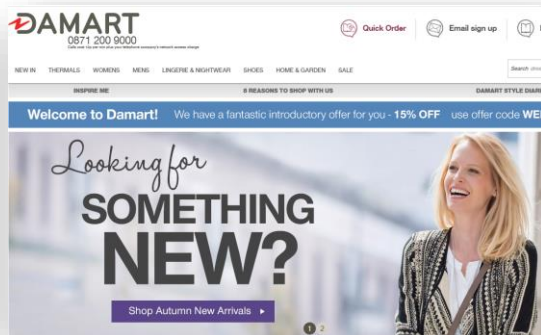 DAMART
0871 200 9000
Quick Order
Email sign up
NEW IN THERMALS WOMENS MENS LINGERIE & NIGHTWEAR SHOES HOME & GARDEN SALE
Search
INSPIRE ME 8 REASONS TO SHOP WITH US DAMART STYLE DIAR
Welcome to Damart! We have a fantastic introductory offer for you - 15% OFF use offer code WE
Looking for
SOMETHING
NEW?
Shop Autumn New Arrivals
1 2